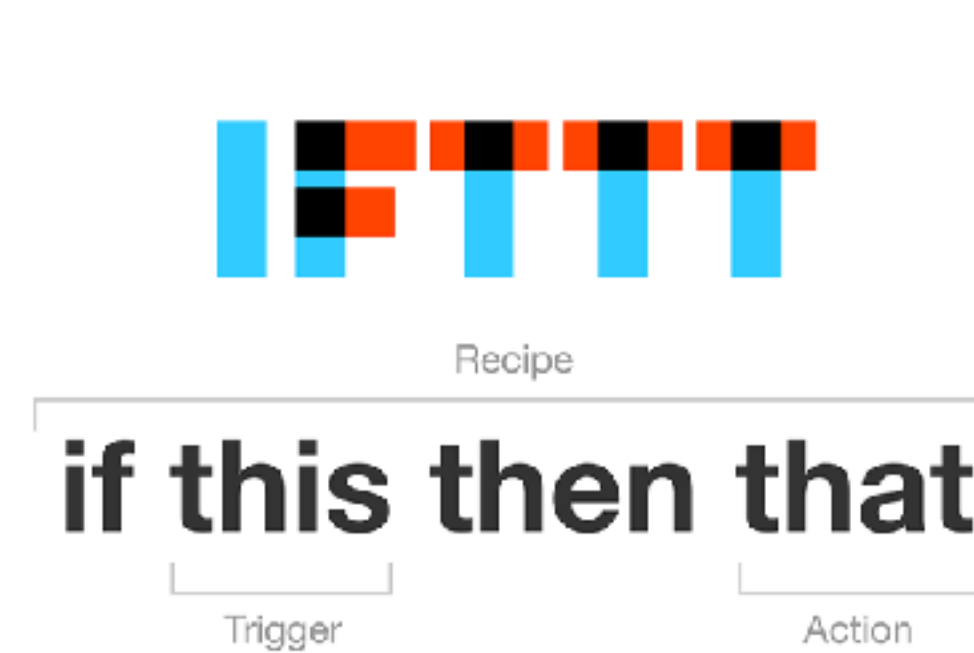 IFTTT
Recipe
if this then that
Trigger Action